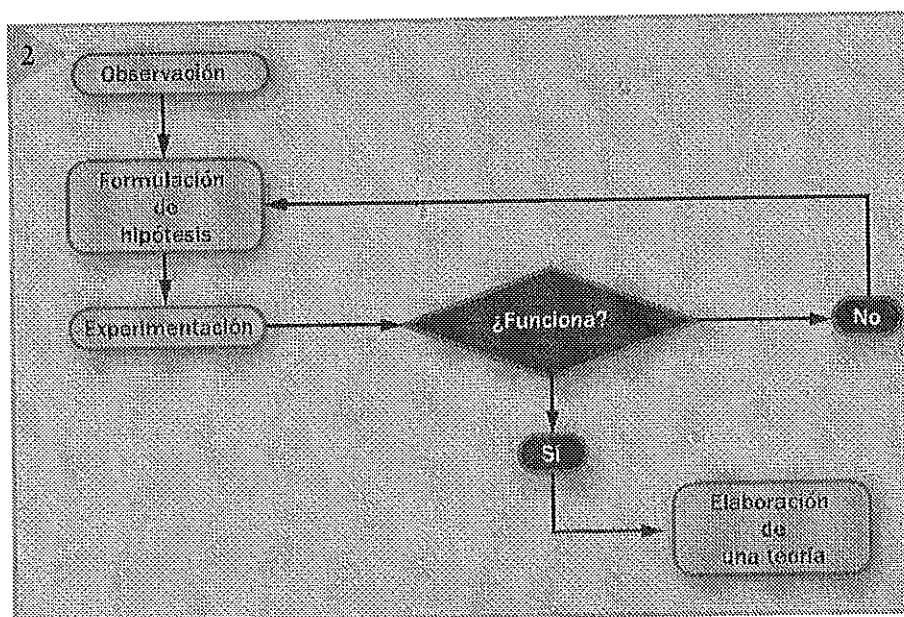 2
Observación
Formulación
de
hipótesis
Experimentación
¿Funciona?
No
Sí
Elaboración
de
una teoría